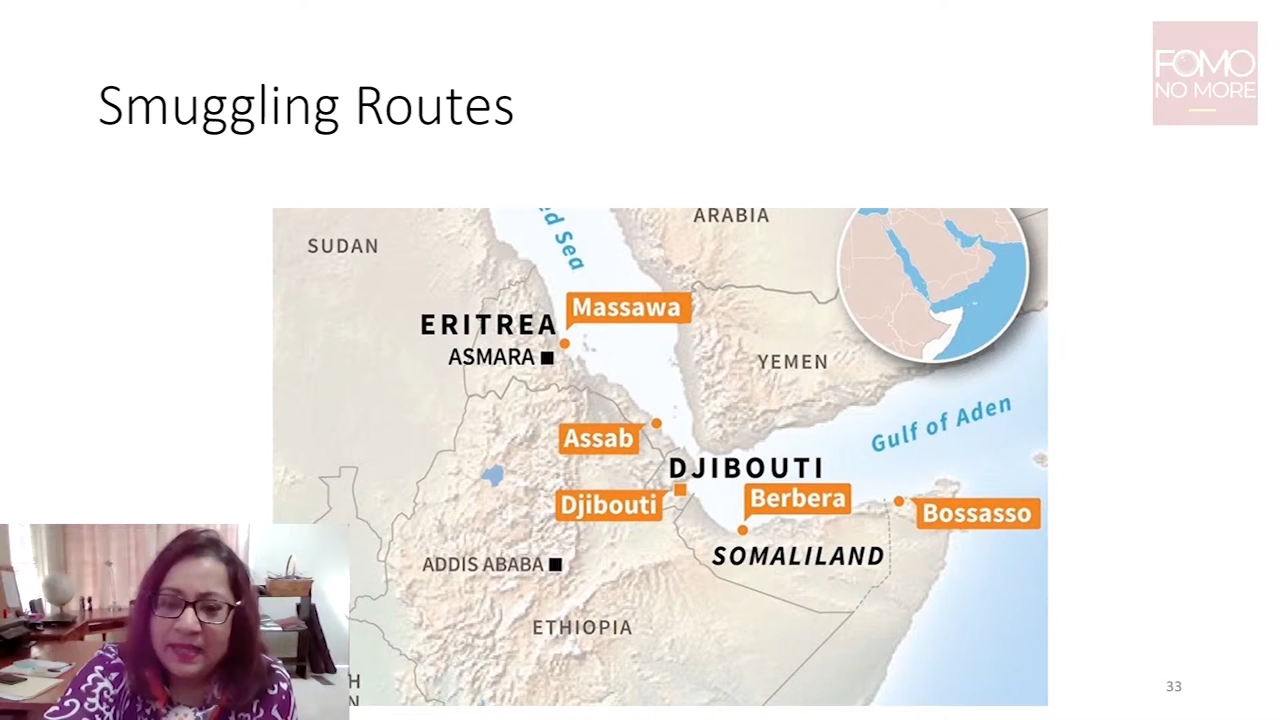 FOMO
NO MORE
Smuggling Routes
ARABIA
SUDAN
ed Sea
Massawa
ERITREA
ASMARA
YEMEN
Gulf of Aden
Assab
DJIBOUTI
Djibouti
Berbera
Bossasso
SOMALILAND
ADDIS ABABA
ETHIOPIA
H
N
33